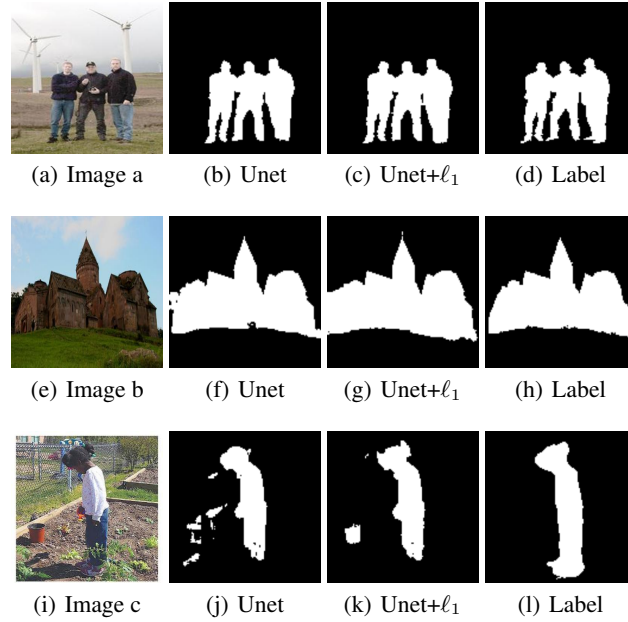 (a) Image a (b) Unet (c) Unet+ℓ₁ (d) Label
(e) Image b (f) Unet (g) Unet+ℓ₁ (h) Label
(i) Image c (j) Unet (k) Unet+ℓ₁ (l) Label